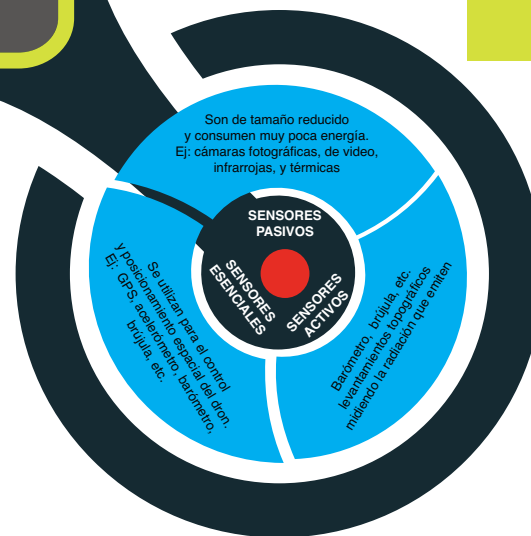 Son de tamaño reducido
y consumen muy poca energía.
Ej: cámaras fotográficas, de video,
infrarrojas, y térmicas
SENSORES
PASIVOS
SENSORES
ESENCIALES
SENSORES
ACTIVOS
Se utilizan para el control
y posicionamiento espacial del dron.
Ej: GPS, acelerómetro, barómetro,
brújula, etc.
Barómetro, brújula, etc.
levantamientos topográficos
midiendo la radiación que emiten